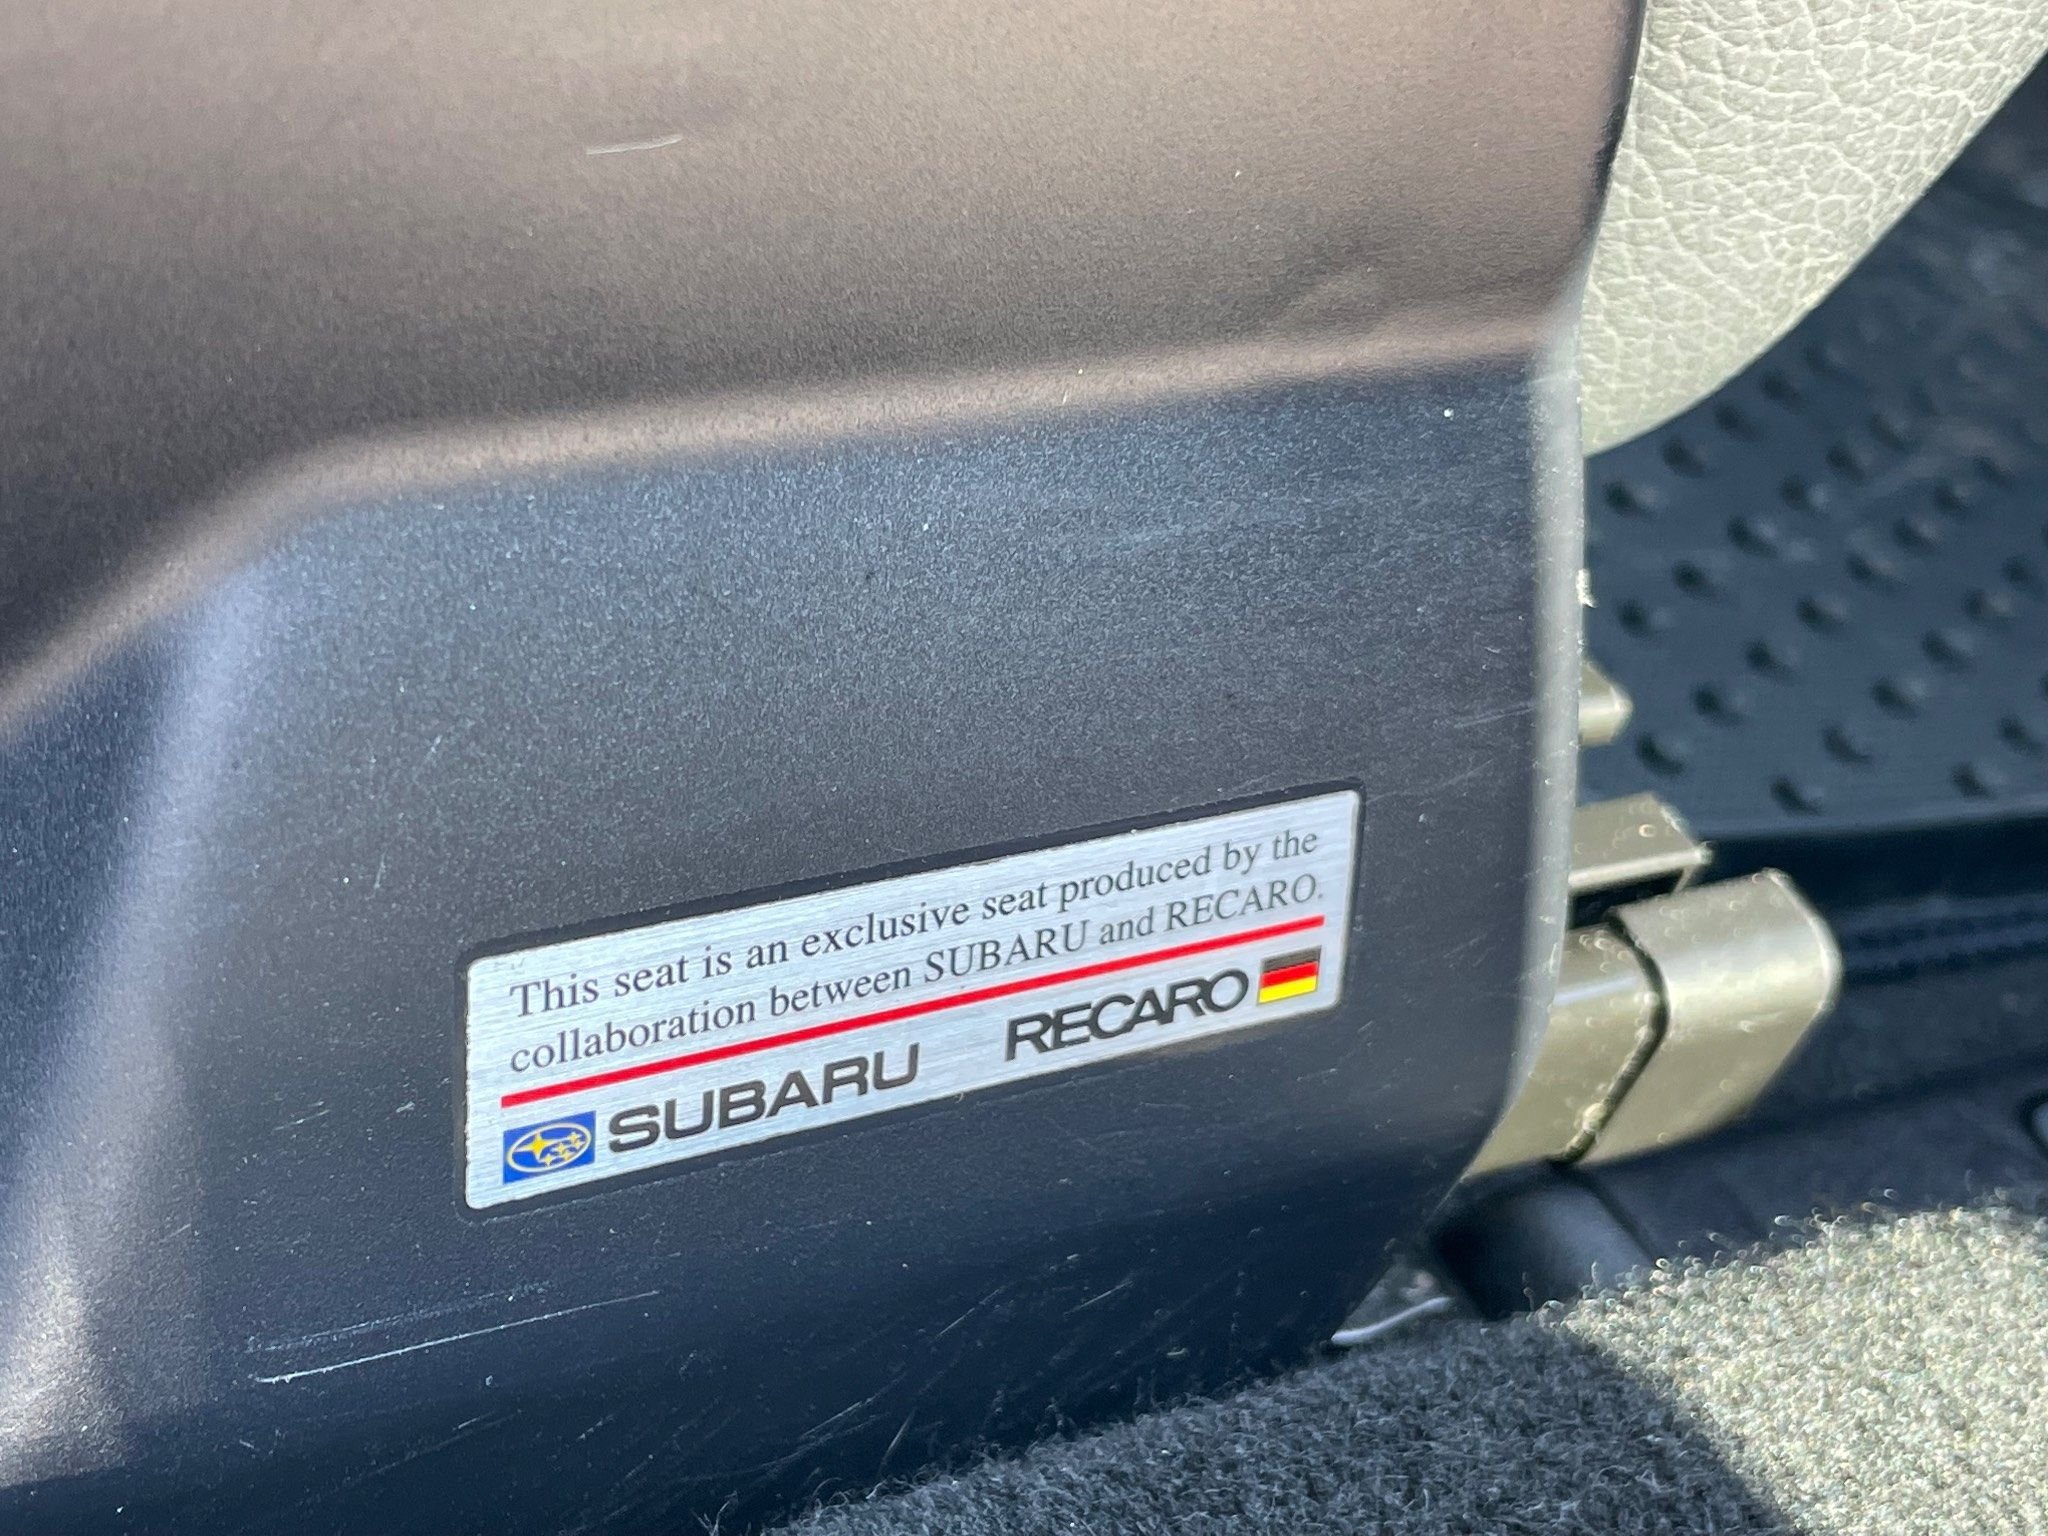 This seat is an exclusive seat produced by the
collaboration between SUBARU and RECARO.
SUBARU RECARO